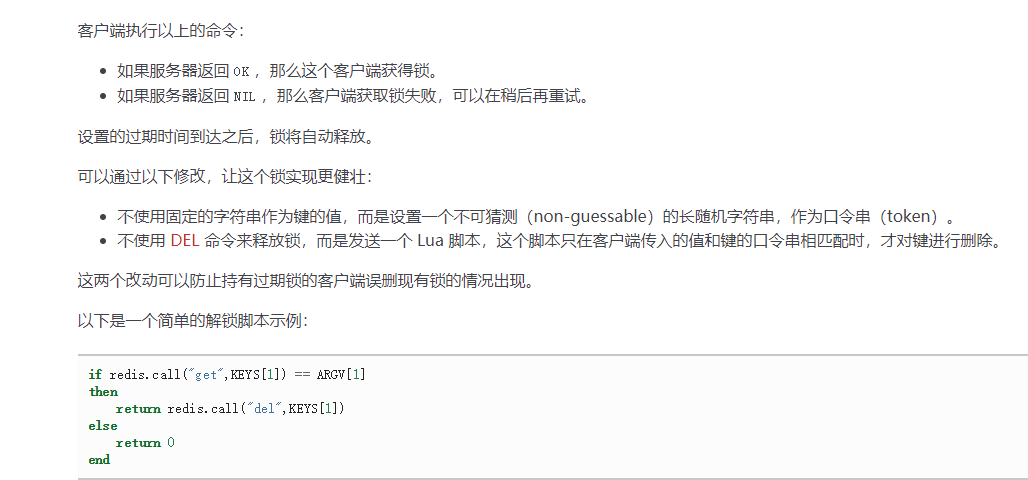 客户端执行以上的命令：
如果服务器返回 OK ，那么这个客户端获得锁。
如果服务器返回 NIL ，那么客户端获取锁失败，可以在稍后再重试。
设置的过期时间到达之后，锁将自动释放。
可以通过以下修改，让这个锁实现更健壮：
不使用固定的字符串作为键的值，而是设置一个不可猜测（non-guessable）的长随机字符串，作为口令串（token）。
不使用 DEL 命令来释放锁，而是发送一个 Lua 脚本，这个脚本只在客户端传入的值和键的口令串相匹配时，才对键进行删除。
这两个改动可以防止持有过期锁的客户端误删现有锁的情况出现。
以下是一个简单的解锁脚本示例：
if redis.call("get",KEYS[1]) == ARGV[1]
then
    return redis.call("del",KEYS[1])
else
    return 0
end